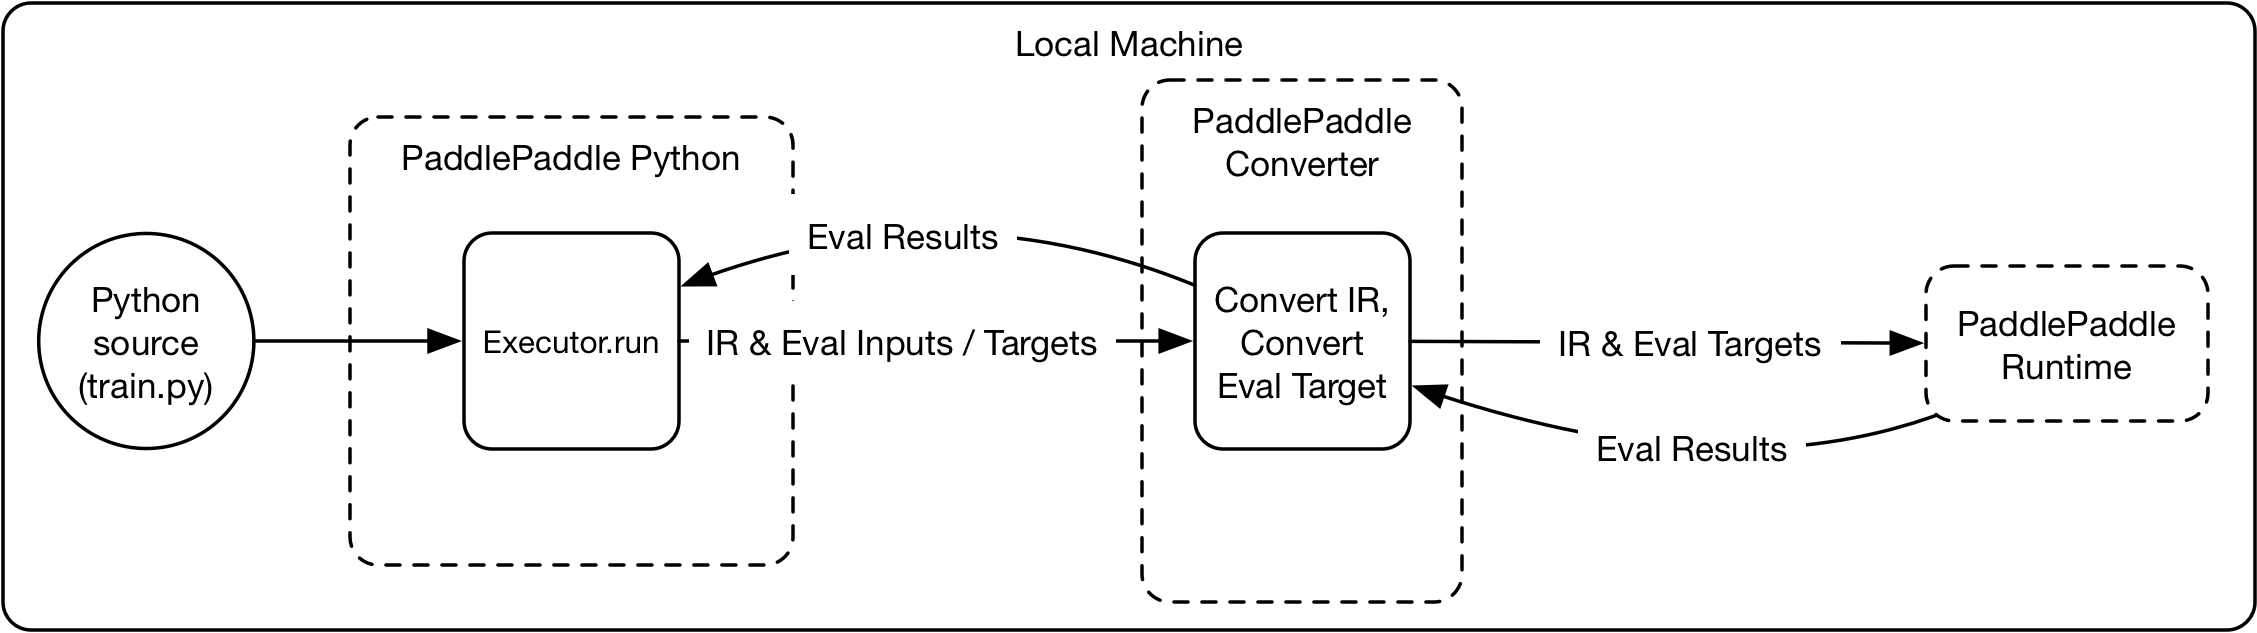 Local Machine
PaddlePaddle Python
PaddlePaddle
Converter
Python
source
(train.py)
Executor.run
Eval Results
IR & Eval Inputs / Targets
Convert IR,
Convert
Eval Target
IR & Eval Targets
Eval Results
PaddlePaddle
Runtime